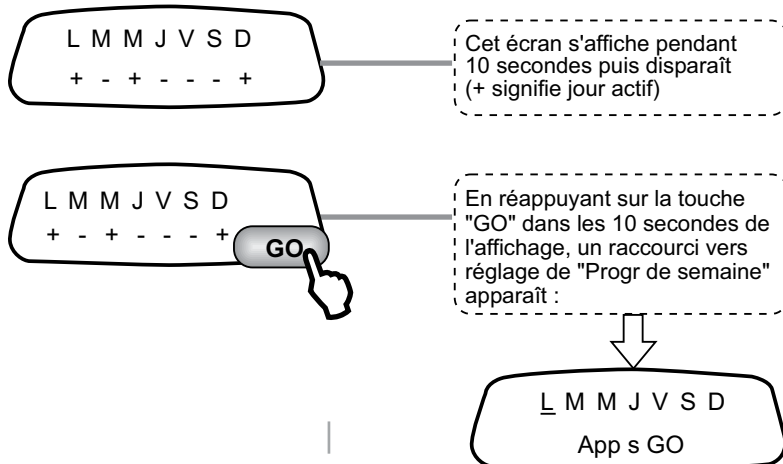 L M M J V S D
+ - + - - - +
Cet écran s'affiche pendant
10 secondes puis disparaît
(+ signifie jour actif)
L M M J V S D
+ - + - - - +
GO
En réappuyant sur la touche
"GO" dans les 10 secondes de
l'affichage, un raccourci vers
réglage de "Progr de semaine"
apparaît :
L M M J V S D
App s GO